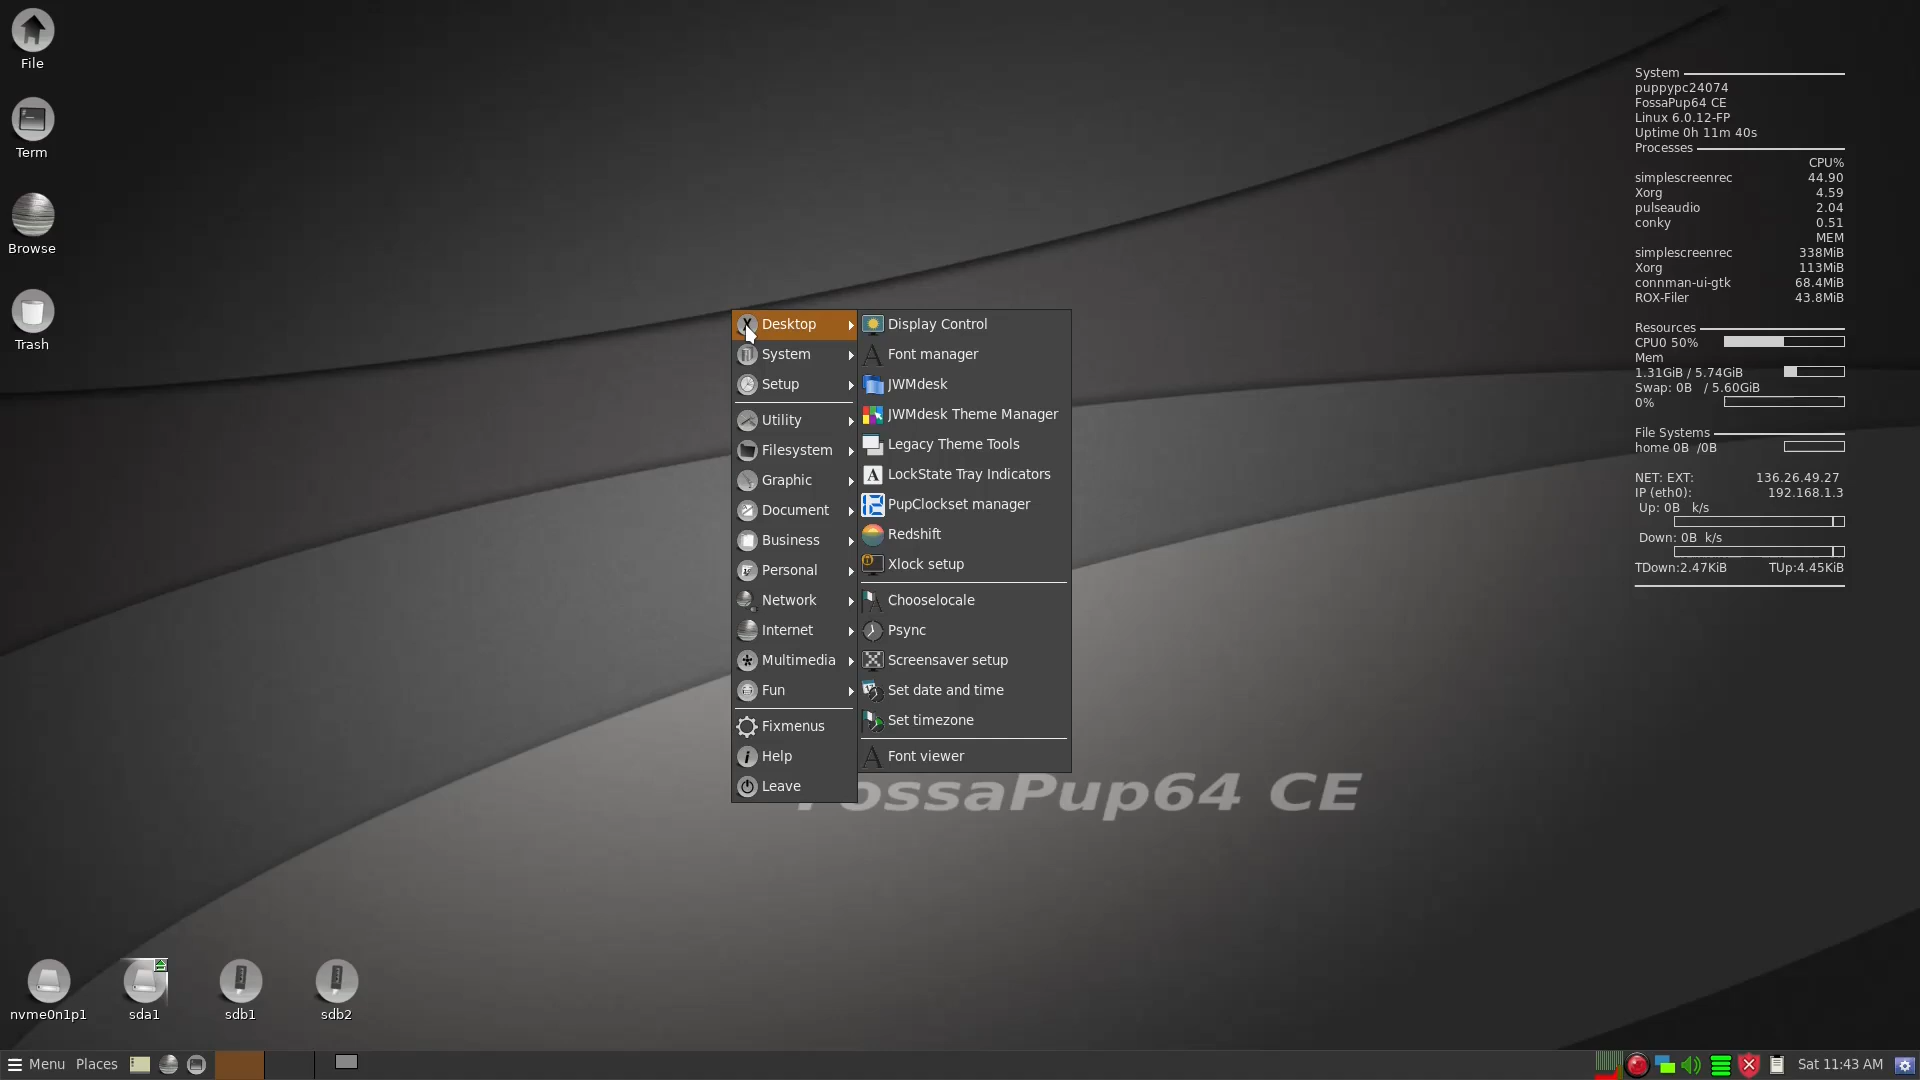 File
Term
Browse
Trash
Desktop
System
Setup
Utility
Filesystem
Graphic
Document
Business
Personal
Network
Internet
Multimedia
Fun
Fixmenus
Help
Leave
Display Control
Font manager
JWMdesk
JWMdesk Theme Manager
Legacy Theme Tools
LockState Tray Indicators
PupClockset manager
Redshift
Xlock setup
Chooselocale
Psync
Screensaver setup
Set date and time
Set timezone
Font viewer
FossaPup64 CE
System
puppypc24074
FossaPup64 CE
Linux 6.0.12-FP
Uptime 0h 11m 40s
Processes
CPU%
simplescreenrec 44.90
Xorg 4.59
pulseaudio 2.04
conky 0.51
MEM
simplescreenrec 338MiB
Xorg 113MiB
connman-ui-gtk 68.4MiB
ROX-Filer 43.8MiB
Resources
CPU0 50%
Mem
1.31GiB / 5.74GiB
Swap: 0B / 5.60GiB
0%
File Systems
home 0B /0B
NET: EXT: 136.26.49.27
IP (eth0): 192.168.1.3
Up: 0B k/s
Down: 0B k/s
TDown:2.47KiB TUp:4.45KiB
nvme0n1p1
sda1
sdb1
sdb2
Menu Places
Sat 11:43 AM